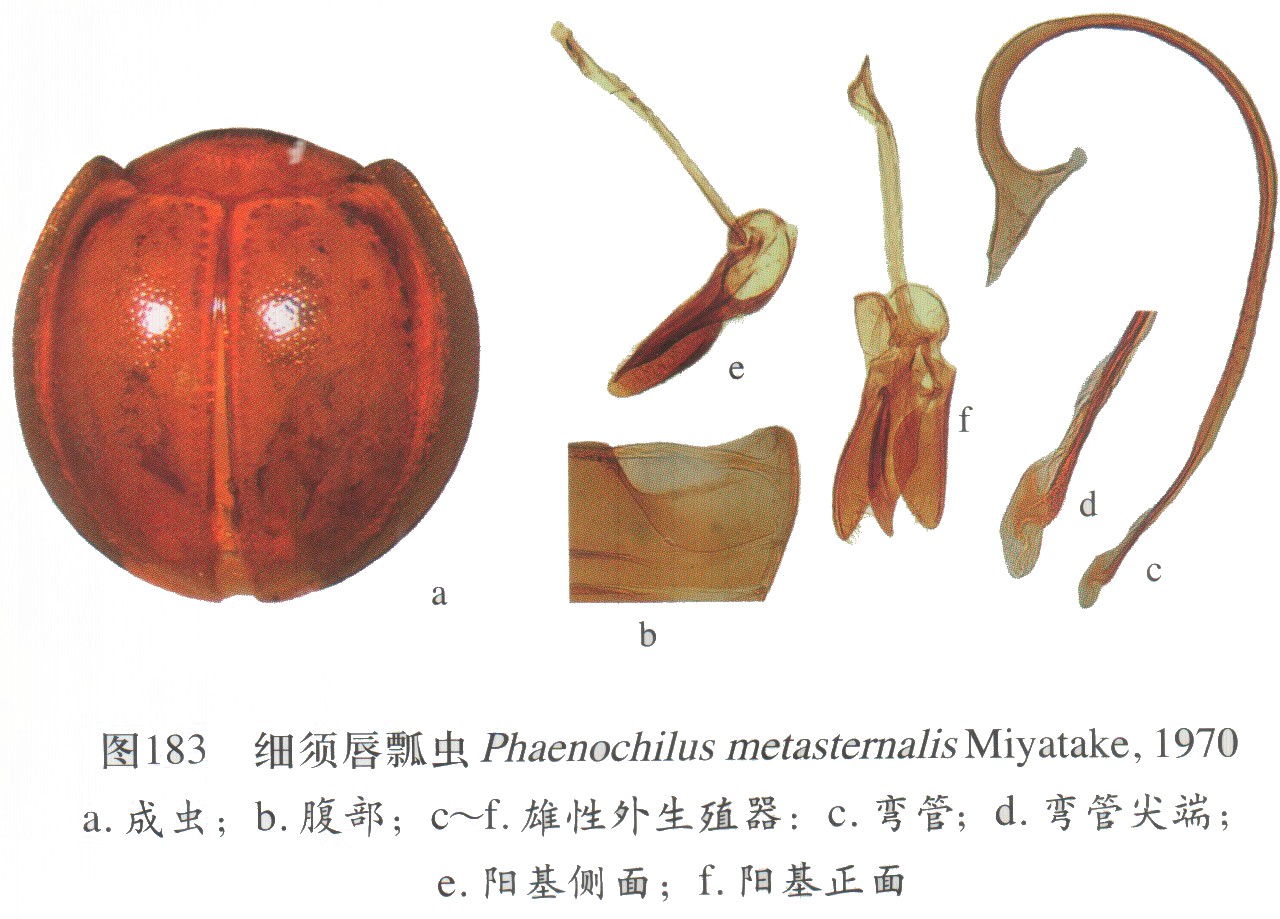 e
f
d
c
a
b
图183 细须唇瓢虫 Phaenochilus metasternalis Miyatake, 1970
a. 成虫；b. 腹部；c~f. 雄性外生殖器：c. 弯管；d. 弯管尖端；
e. 阳基侧面；f. 阳基正面